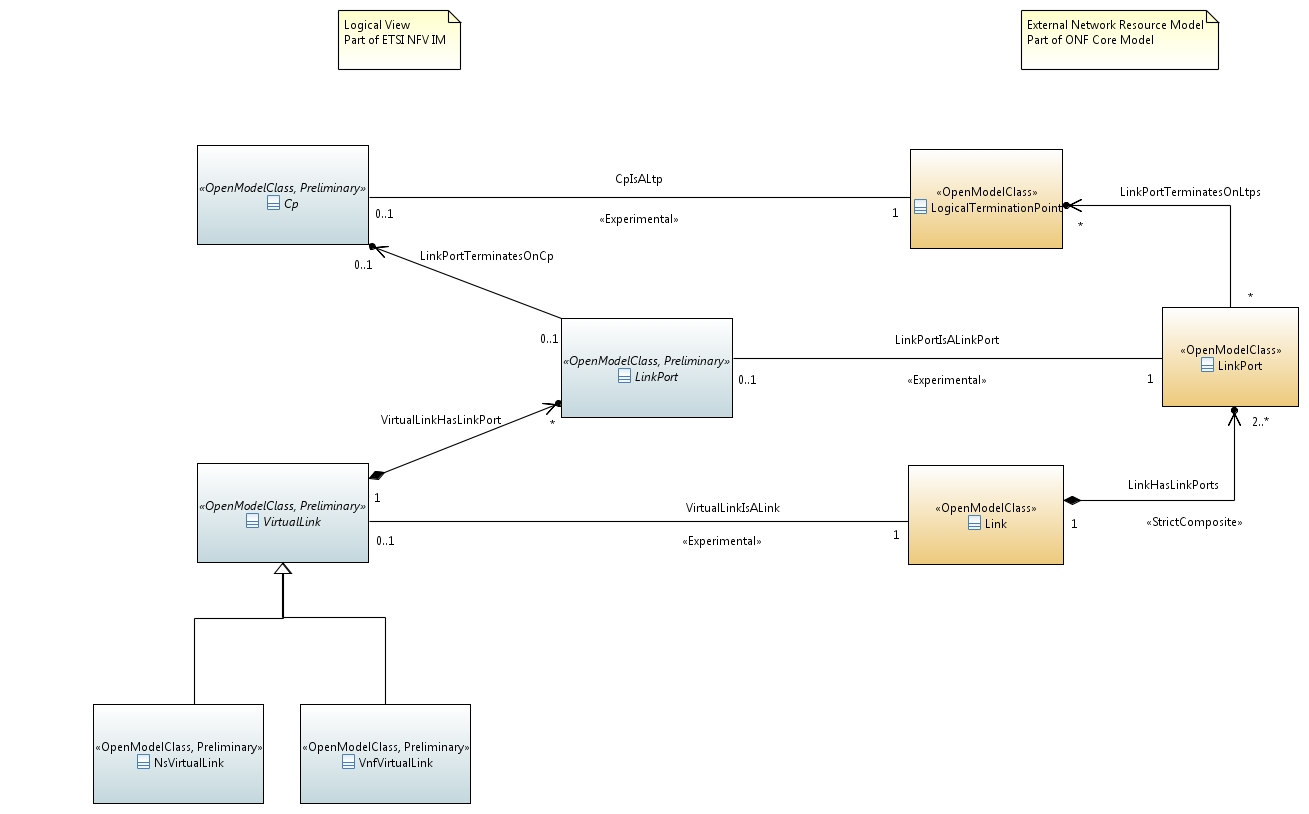 Logical View
Part of ETSI NFV IM
External Network Resource Model
Part of ONF Core Model
«OpenModelClass, Preliminary»
Cp
CpIsALtp
0..1
«Experimental»
1
«OpenModelClass»
LogicalTerminationPoint
LinkPortTerminatesOnLtps
*
*
0..1
LinkPortTerminatesOnCp
0..1
«OpenModelClass, Preliminary»
LinkPort
LinkPortIsALinkPort
0..1
«Experimental»
1
«OpenModelClass»
LinkPort
VirtualLinkHasLinkPort
*
2..*
«OpenModelClass, Preliminary»
VirtualLink
1
VirtualLinkIsALink
0..1
«Experimental»
1
«OpenModelClass»
Link
LinkHasLinkPorts
1
«StrictComposite»
«OpenModelClass, Preliminary»
NsVirtualLink
«OpenModelClass, Preliminary»
VnfVirtualLink